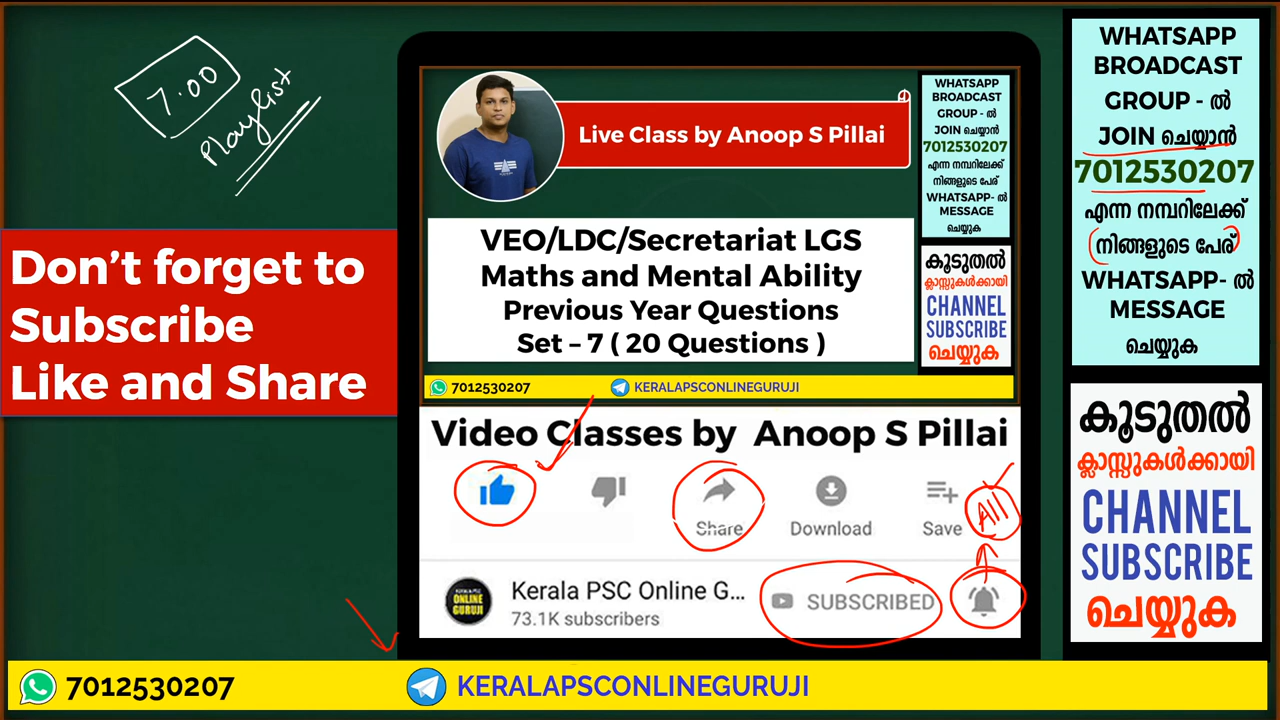 7.00
Playlist
Don't forget to
Subscribe
Like and Share
Live Class by Anoop S Pillai
VEO/LDC/Secretariat LGS
Maths and Mental Ability
Previous Year Questions
Set – 7 ( 20 Questions )
WHATSAPP
BROADCAST
GROUP - ൽ
JOIN ചെയ്യാൻ
7012530207
എന്ന നമ്പറിലേക്ക്
നിങ്ങളുടെ പേര്
WHATSAPP- ൽ
MESSAGE
ചെയ്യുക
കൂടുതൽ
ക്ലാസ്സുകൾക്കായി
CHANNEL
SUBSCRIBE
ചെയ്യുക
7012530207
KERALAPSCONLINEGURUJI
Video Classes by Anoop S Pillai
Share
Download
Save
All
KERALA PSC
ONLINE
GURUJI
Kerala PSC Online G...
73.1K subscribers
SUBSCRIBED
WHATSAPP
BROADCAST
GROUP - ൽ
JOIN ചെയ്യാൻ
7012530207
എന്ന നമ്പറിലേക്ക്
നിങ്ങളുടെ പേര്
WHATSAPP- ൽ
MESSAGE
ചെയ്യുക
കൂടുതൽ
ക്ലാസ്സുകൾക്കായി
CHANNEL
SUBSCRIBE
ചെയ്യുക
7012530207
KERALAPSCONLINEGURUJI